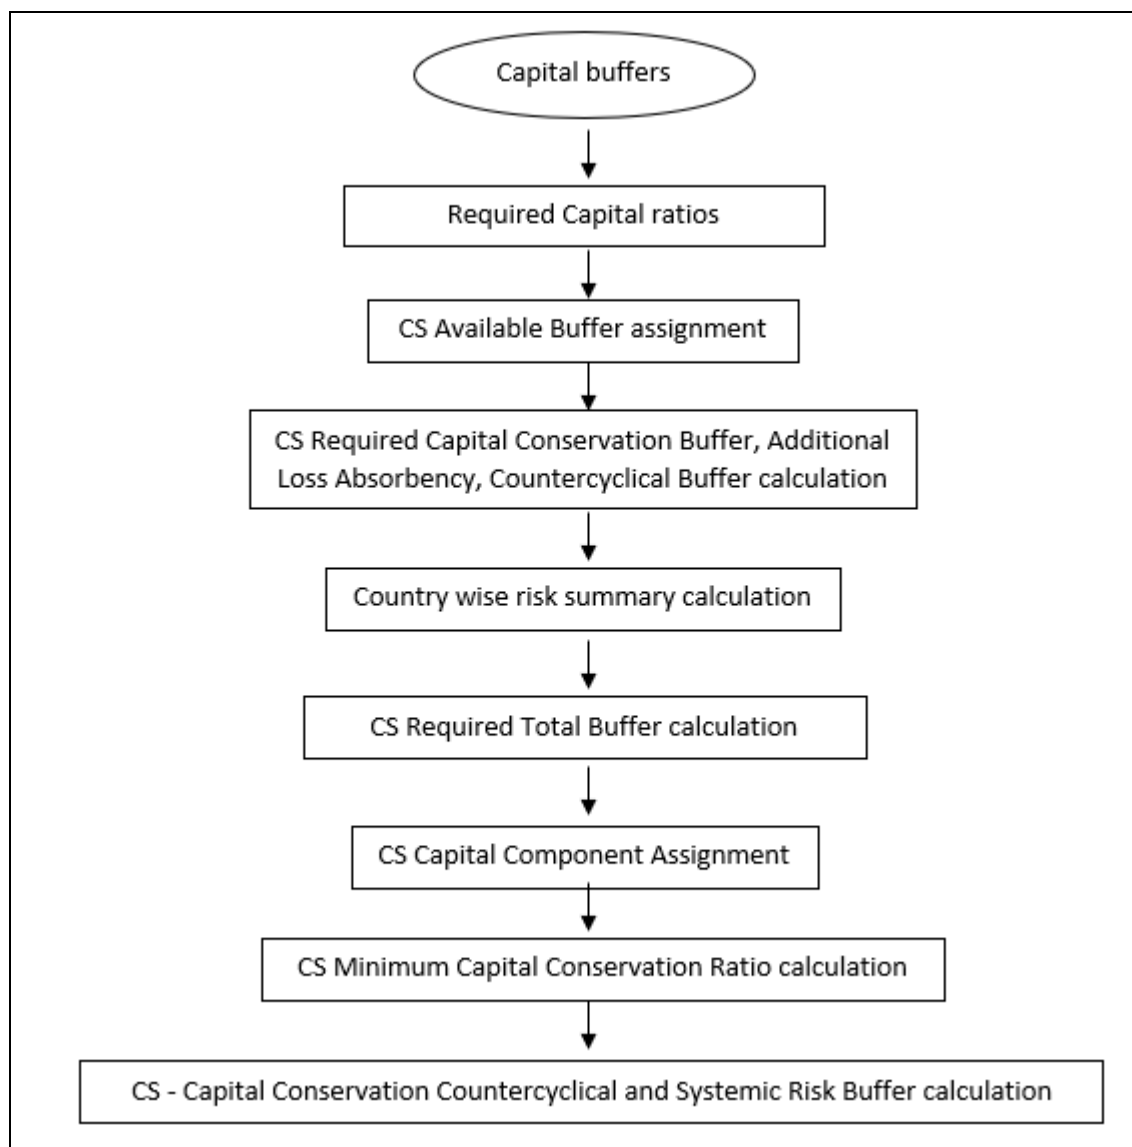 Capital buffers
Required Capital ratios
CS Available Buffer assignment
CS Required Capital Conservation Buffer, Additional
Loss Absorbency, Countercyclical Buffer calculation
Country wise risk summary calculation
CS Required Total Buffer calculation
CS Capital Component Assignment
CS Minimum Capital Conservation Ratio calculation
CS - Capital Conservation Countercyclical and Systemic Risk Buffer calculation